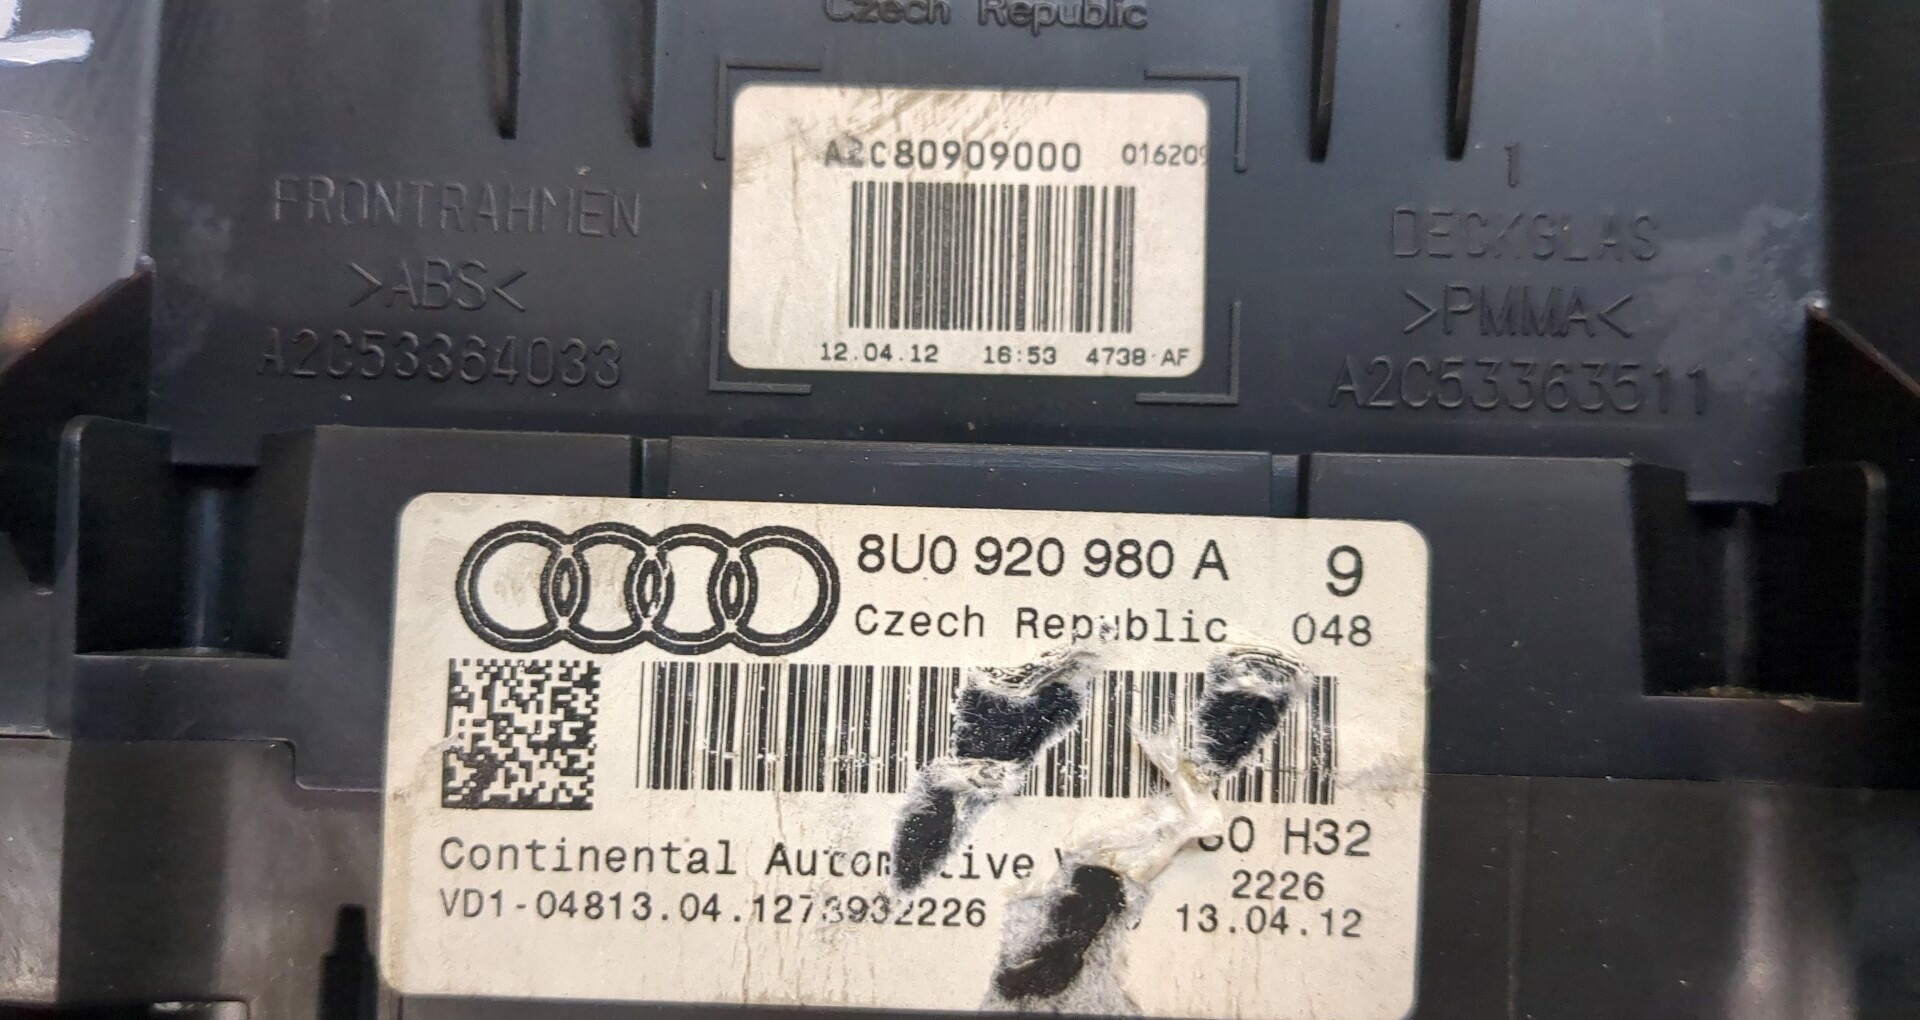 Czech Republic
A2C80909000 016209
FRONTRAHMEN
>ABS<
A2C53364033
12.04.12 16:53 4738 AF
1
DECKGLAS
>PMMA<
A2C53363511
8U0 920 980 A 9
Czech Republic 048
H32
Continental
2226
13.04.12